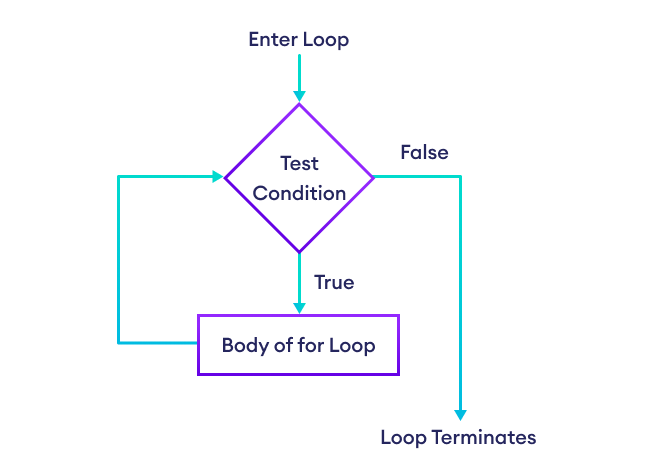 Enter Loop
Test
Condition
False
True
Body of for Loop
Loop Terminates